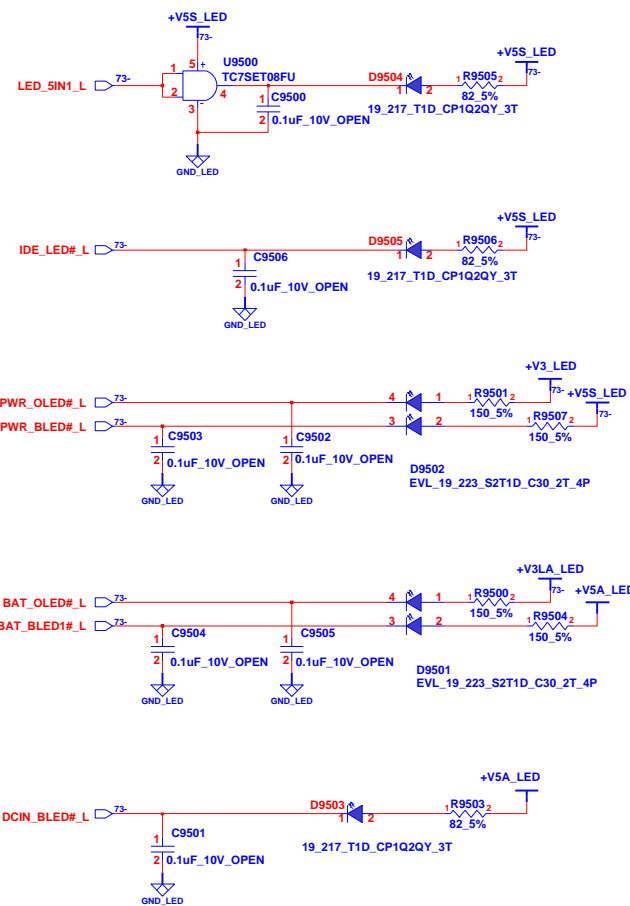 +V5S_LED
73-
5
+
U9500
TC7SET08FU
LED_5IN1_L
73-
1
2
4
3
-
1
C9500
2
0.1uF_10V_OPEN
GND_LED
D9504
1
2
19_217_T1D_CP1Q2QY_3T
1
R9505
2
82_5%
+V5S_LED
73-
IDE_LED#_L
73-
1
C9506
2
0.1uF_10V_OPEN
GND_LED
D9505
1
2
19_217_T1D_CP1Q2QY_3T
1
R9506
2
82_5%
+V5S_LED
73-
PWR_OLED#_L
73-
4
1
1
R9501
2
150_5%
+V3_LED
73-
PWR_BLED#_L
73-
3
2
1
R9507
2
150_5%
+V5S_LED
73-
1
C9503
2
0.1uF_10V_OPEN
GND_LED
1
C9502
2
0.1uF_10V_OPEN
GND_LED
D9502
EVL_19_223_S2T1D_C30_2T_4P
BAT_OLED#_L
73-
4
1
1
R9500
2
150_5%
+V3LA_LED
73-
BAT_BLED1#_L
73-
3
2
1
R9504
2
150_5%
+V5A_LED
1
C9504
2
0.1uF_10V_OPEN
GND_LED
1
C9505
2
0.1uF_10V_OPEN
GND_LED
D9501
EVL_19_223_S2T1D_C30_2T_4P
DCIN_BLED#_L
73-
1
C9501
2
0.1uF_10V_OPEN
GND_LED
D9503
1
2
19_217_T1D_CP1Q2QY_3T
1
R9503
2
82_5%
+V5A_LED